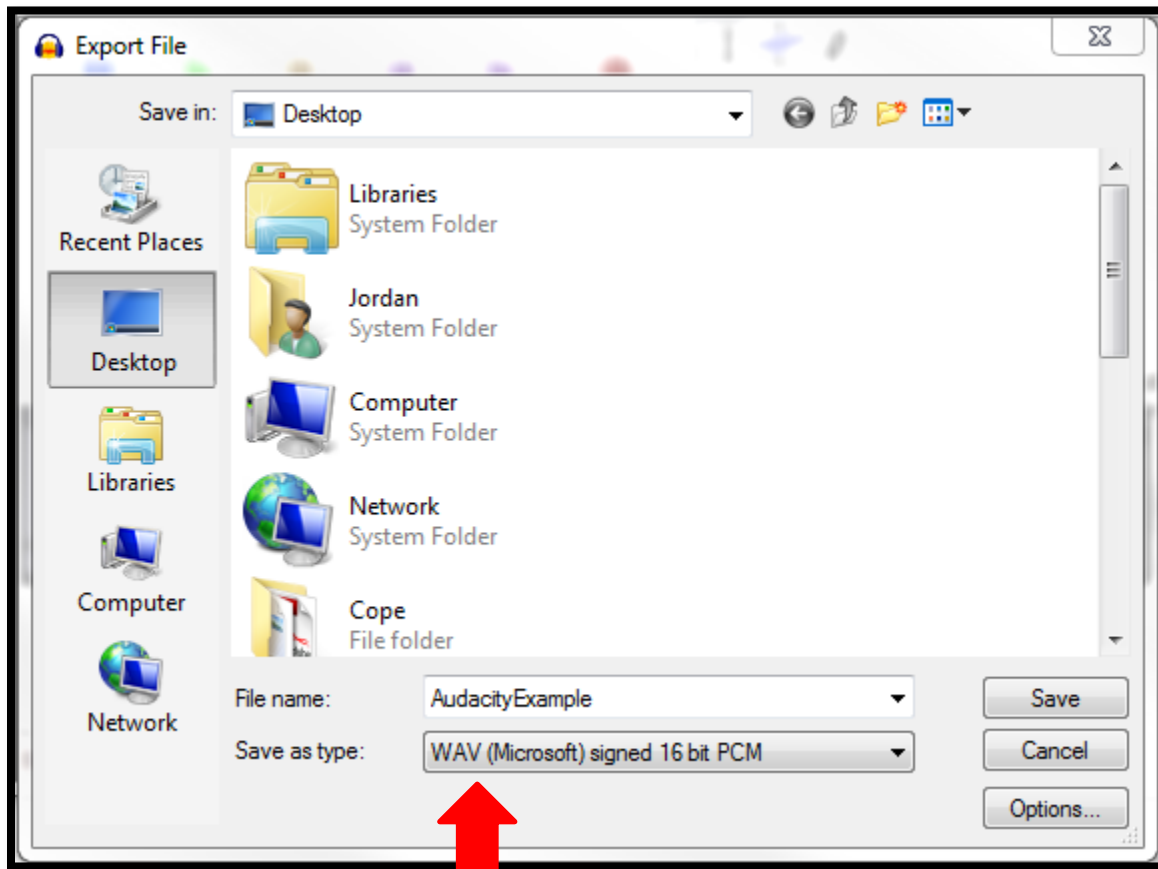 Export File
Save in:
Desktop
Recent Places
Desktop
Libraries
Computer
Network
Libraries
System Folder
Jordan
System Folder
Computer
System Folder
Network
System Folder
Cope
File folder
File name:
AudacityExample
Save
Save as type:
WAV (Microsoft) signed 16 bit PCM
Cancel
Options...